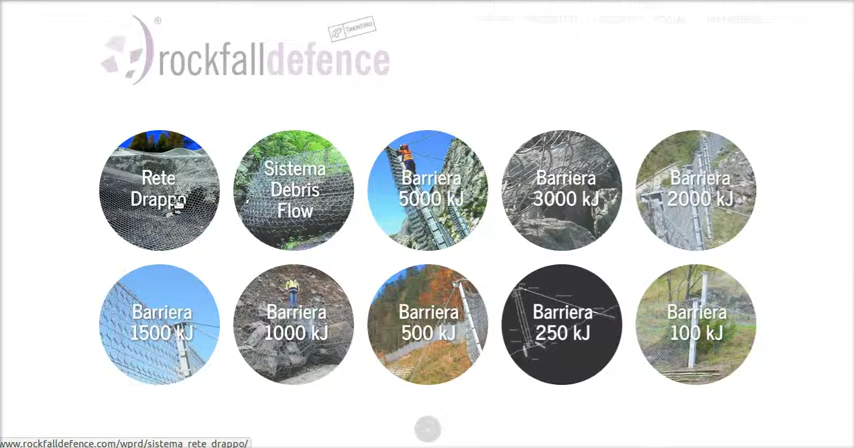 ®
rockfalldefence
Rete
Drappo
Sistema
Debris
Flow
Barriera
5000 kJ
Barriera
3000 kJ
Barriera
2000 kJ
Barriera
1500 kJ
Barriera
1000 kJ
Barriera
500 kJ
Barriera
250 kJ
Barriera
100 kJ
www.rockfalldefence.com/wprd/sistema_rete_drappo/